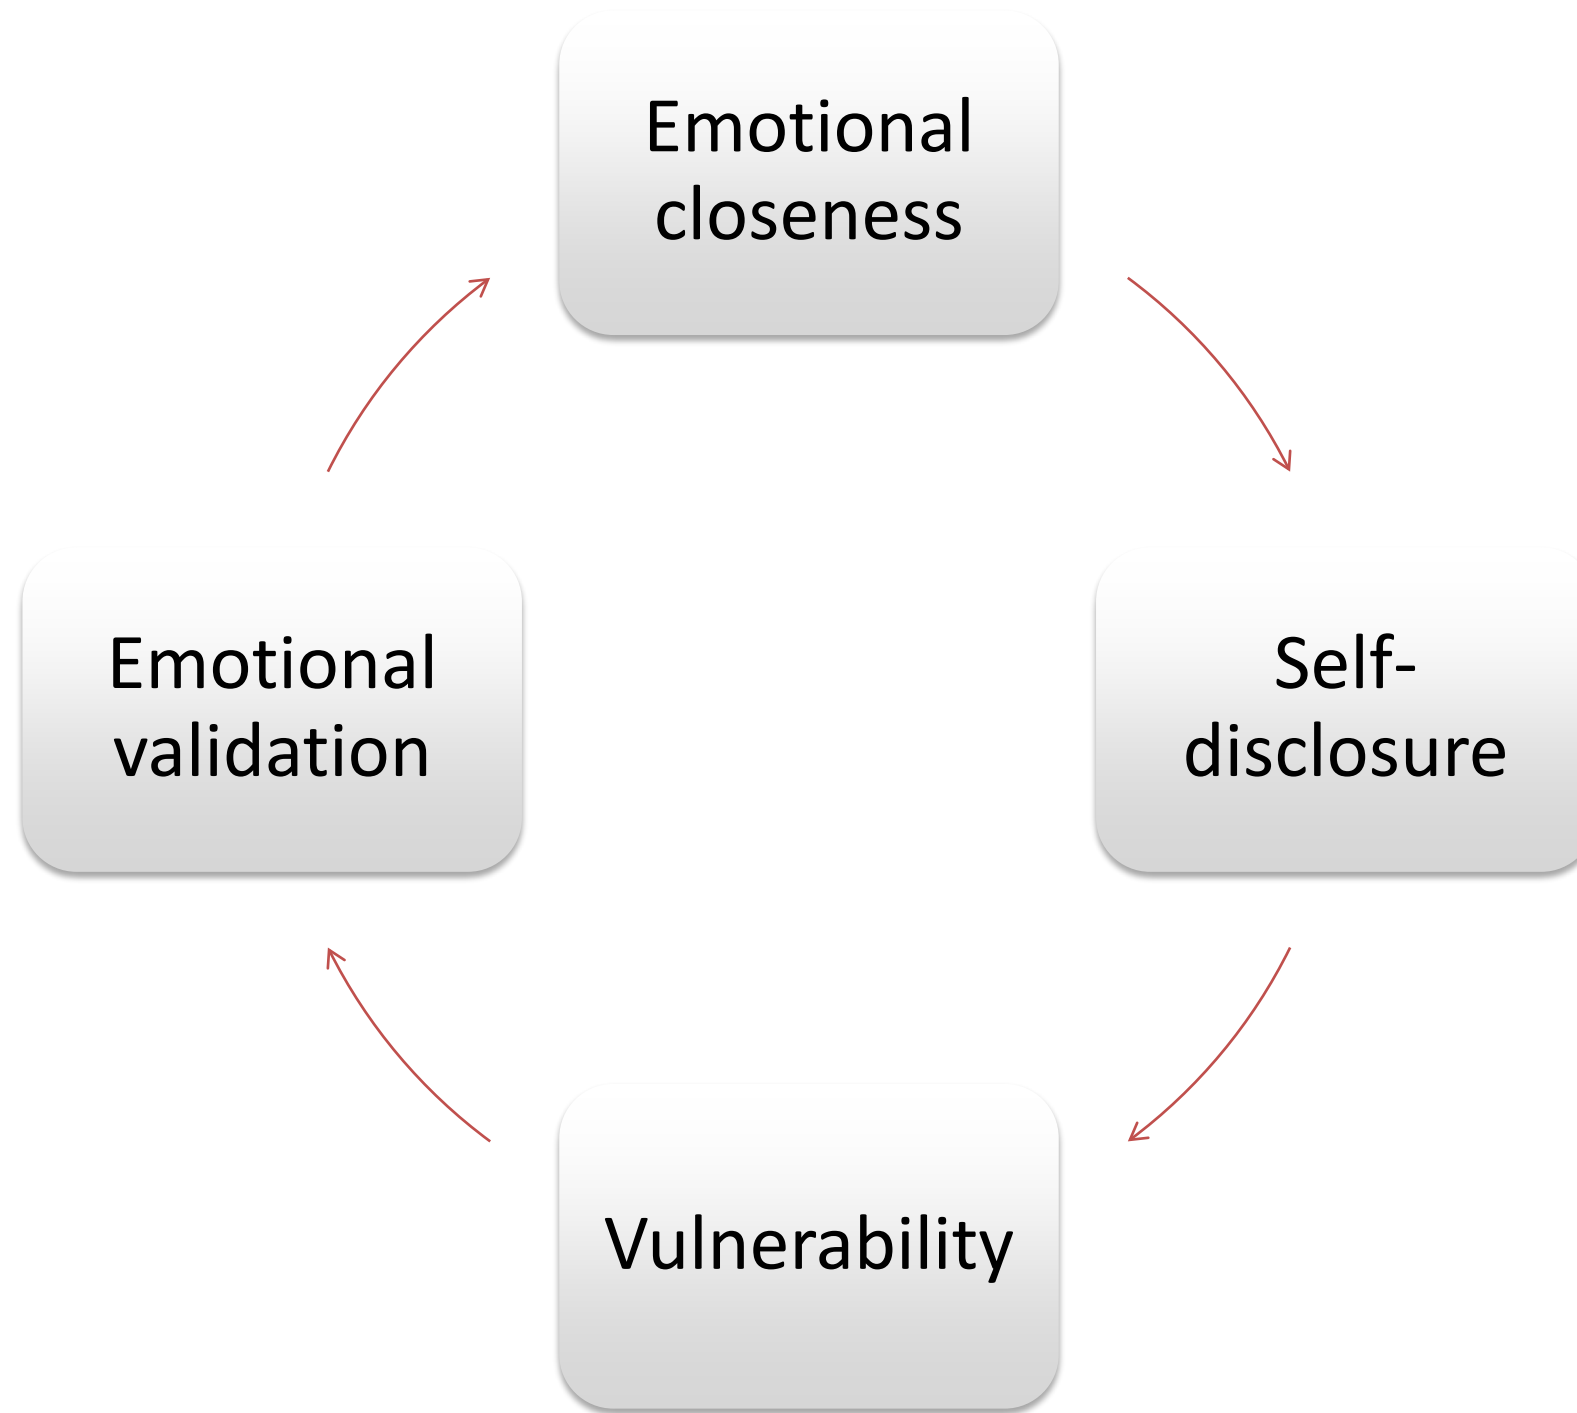 Emotional
closeness
Self-
disclosure
Vulnerability
Emotional
validation